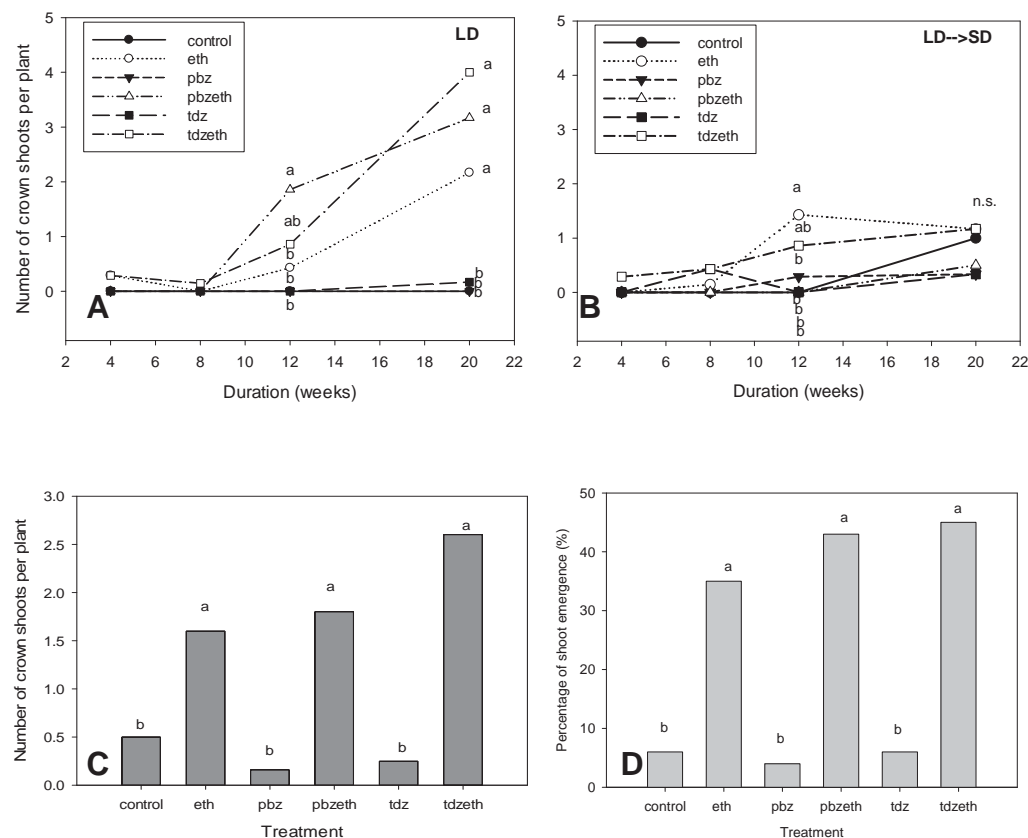 LD
control
eth
pbz
pbzeth
tdz
tdzeth
Number of crown shoots per plant
5
4
3
2
1
0
a
a
a
a
ab
b
b
b
b
b
b
A
2 4 6 8 10 12 14 16 18 20 22
Duration (weeks)
LD-->SD
control
eth
pbz
pbzeth
tdz
tdzeth
5
4
3
2
1
0
a
ab
b
b
b
b
n.s.
B
2 4 6 8 10 12 14 16 18 20 22
Duration (weeks)
Number of crown shoots per plant
3.0
2.5
2.0
1.5
1.0
0.5
0.0
b a b a b a
C
control eth pbz pbzeth tdz tdzeth
Treatment
Percentage of shoot emergence (%)
50
40
30
20
10
0
b a b a b a
D
control eth pbz pbzeth tdz tdzeth
Treatment